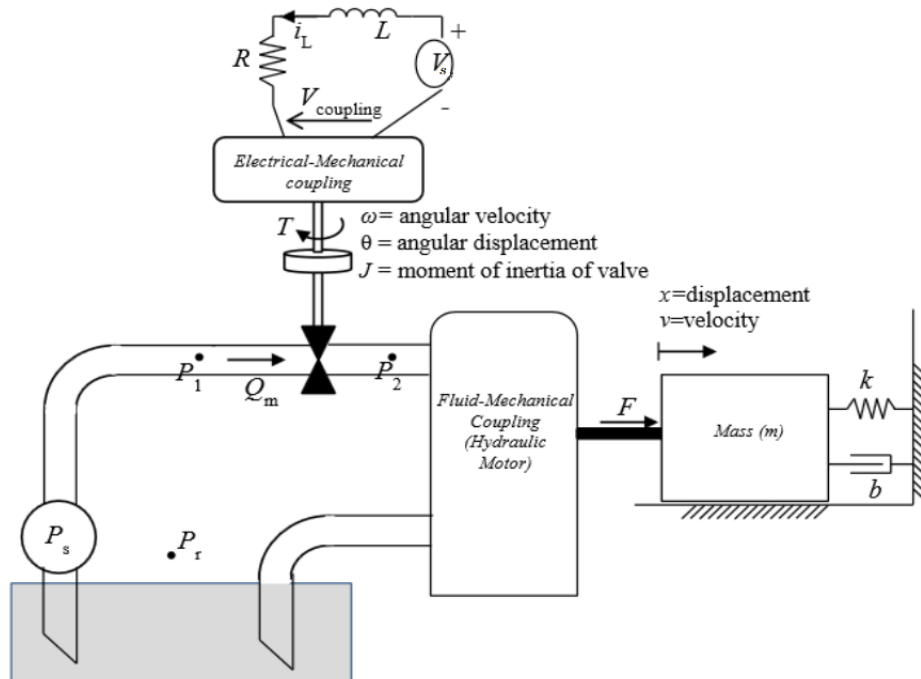 i_L
L
+
R
V_s
-
V_coupling
Electrical-Mechanical
coupling
T
ω= angular velocity
θ = angular displacement
J = moment of inertia of valve
x=displacement
v=velocity
P_1
Q_m
P_2
k
Fluid-Mechanical
Coupling
(Hydraulic
Motor)
F
Mass (m)
b
P_s
P_r